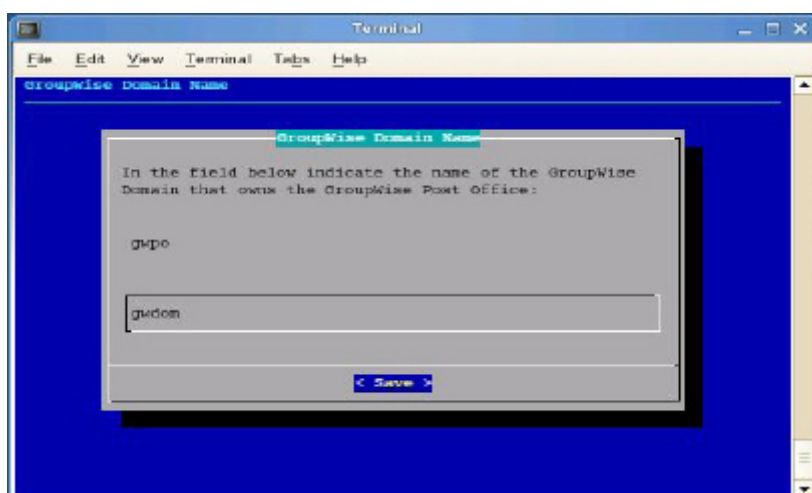 Terminal
File Edit View Terminal Tabs Help
GroupWise Domain Name
GroupWise Domain Name
In the field below indicate the name of the GroupWise
Domain that owns the GroupWise Post Office:
gwpo
gwdom
< Save >